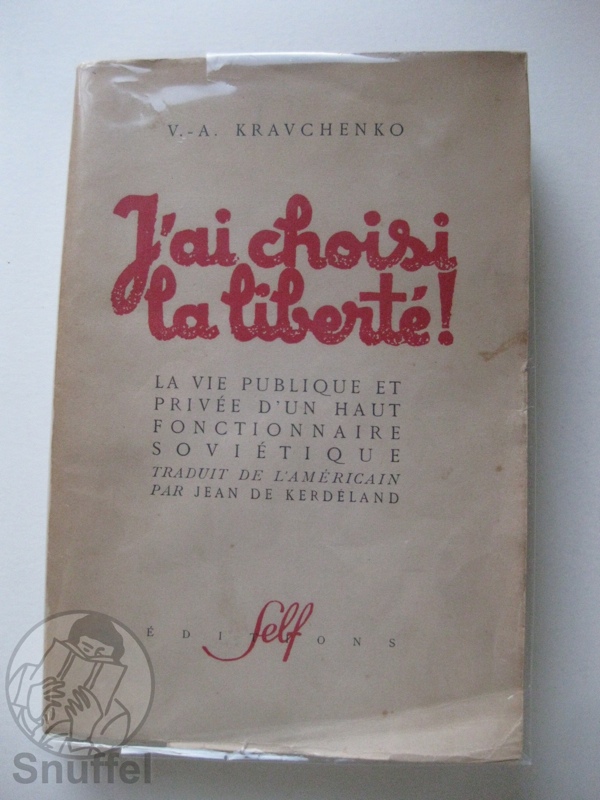 V.-A. KRAVCHENKO
J'ai choisi
la liberté!
LA VIE PUBLIQUE ET
PRIVÉE D'UN HAUT
FONCTIONNAIRE
SOVIÉTIQUE
TRADUIT DE L'AMÉRICAIN
PAR JEAN DE KERDÉLAND
ÉDITIONS
Self
Snuffel